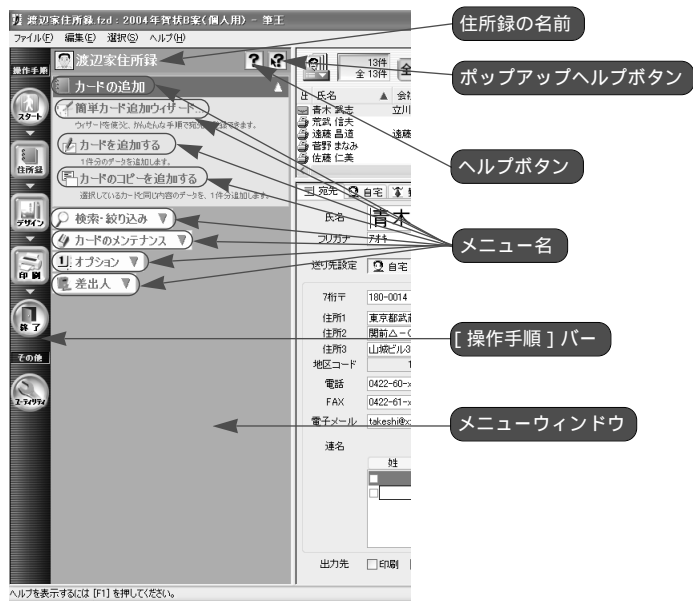 渡辺家住所録.fzd : 2004年賀状B案(個人用) - 筆王
ファイル(F) 編集(E) 選択(S) ヘルプ(H)
操作手順
スタート
住所録
デザイン
印刷
終了
その他
ユーティリティ
渡辺家住所録
カードの追加
簡単カード追加ウィザード...
ウィザードを使うと、かんたんな手順で宛先を追加できます。
カードを追加する
1件分のデータを追加します。
カードのコピーを追加する
選択しているカードと同じ内容のデータを、1件分追加します。
検索・絞り込み
カードのメンテナンス
オプション
差出人
13件
全 13件
氏名
青木 武志 立川
荒武 信夫
遠藤 昌道 遠藤
菅野 まなみ
佐藤 仁美
宛先 自宅
氏名 青木
フリガナ アオキ
送り先設定 自宅
7桁〒 180-0014
住所1 東京都武蔵
住所2 関前△-
住所3 山城ビル3
地区コード 1
電話 0422-60-x
FAX 0422-61-x
電子メール takeshi@x
連名
姓
出力先 印刷
ヘルプを表示するには [F1] を押してください。
住所録の名前
ポップアップヘルプボタン
ヘルプボタン
メニュー名
[操作手順] バー
メニューウィンドウ